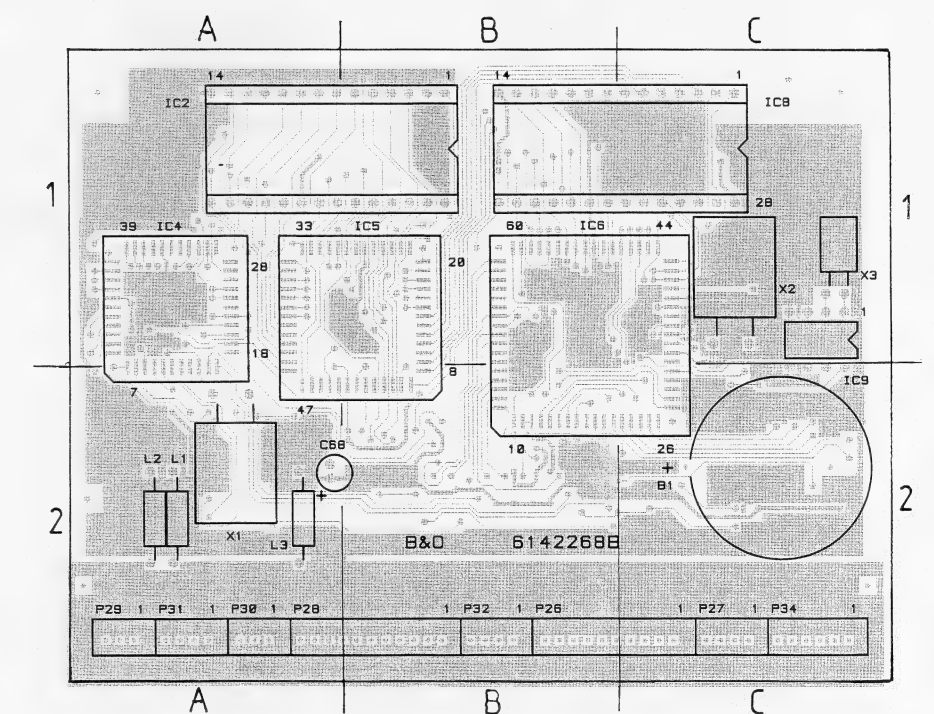 A B C
14 1 14 1
IC2 IC8
28
1 1
39 IC4 33 IC5 60 IC6 44
28 20
X2 X3
1
18
8
7 IC9
47
C66
10 26
L2 L1 + B1
+
2 2
X1 L3 B&O 6142268B
P29 1 P31 1 P30 1 P28 1 P32 1 P26 1 P27 1 P34 1
A B C